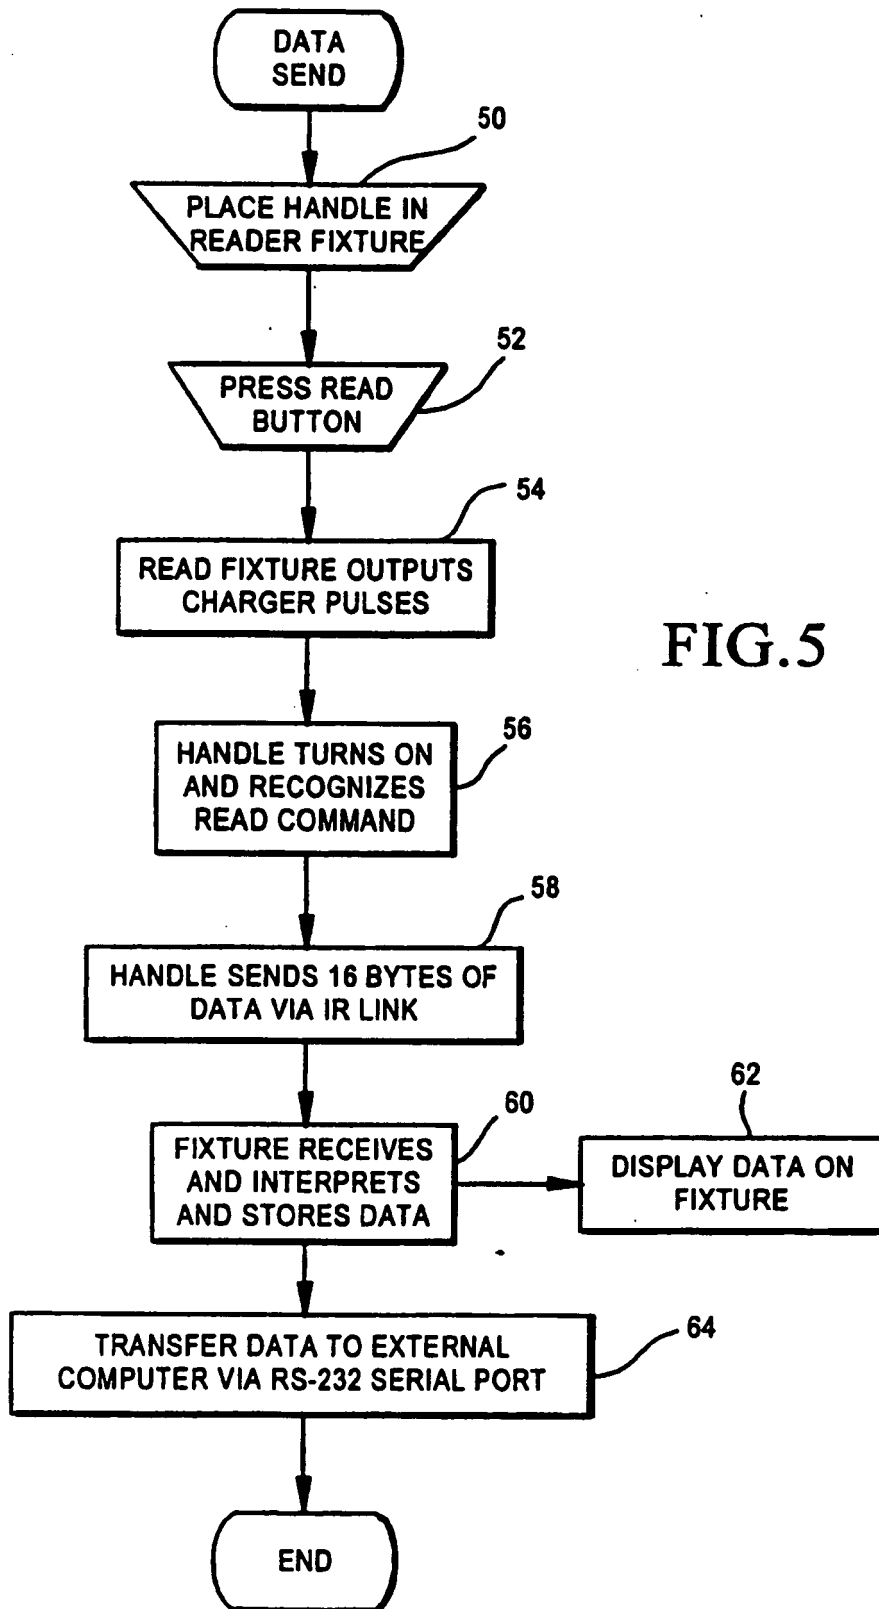 DATA
SEND
50
PLACE HANDLE IN
READER FIXTURE
52
PRESS READ
BUTTON
54
READ FIXTURE OUTPUTS
CHARGER PULSES
FIG.5
56
HANDLE TURNS ON
AND RECOGNIZES
READ COMMAND
58
HANDLE SENDS 16 BYTES OF
DATA VIA IR LINK
60
FIXTURE RECEIVES
AND INTERPRETS
AND STORES DATA
62
DISPLAY DATA ON
FIXTURE
64
TRANSFER DATA TO EXTERNAL
COMPUTER VIA RS-232 SERIAL PORT
END